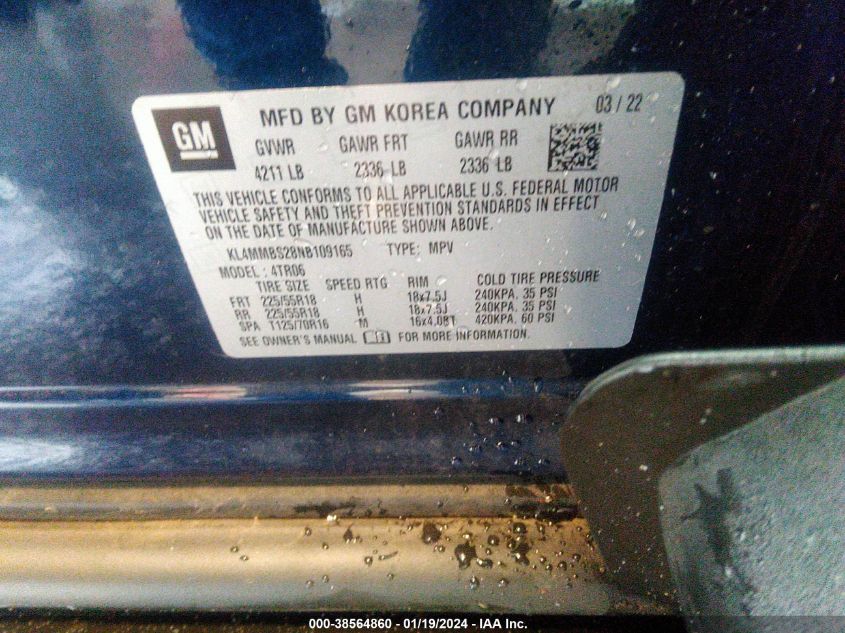 GM
MFD BY GM KOREA COMPANY 03 / 22
GVWR GAWR FRT GAWR RR
4211 LB 2336 LB 2336 LB
THIS VEHICLE CONFORMS TO ALL APPLICABLE U.S. FEDERAL MOTOR
VEHICLE SAFETY AND THEFT PREVENTION STANDARDS IN EFFECT
ON THE DATE OF MANUFACTURE SHOWN ABOVE.
KL4MMBS28NB109165 TYPE: MPV
MODEL: 4TR06
TIRE SIZE SPEED RTG RIM COLD TIRE PRESSURE
FRT 225/55R18 H 18x7.5J 240KPA, 35 PSI
RR 225/55R18 H 18x7.5J 240KPA, 35 PSI
SPA T125/70R16 M 16x4.0BT 420KPA, 60 PSI
SEE OWNER'S MANUAL FOR MORE INFORMATION.
000-38564860 - 01/19/2024 - IAA Inc.